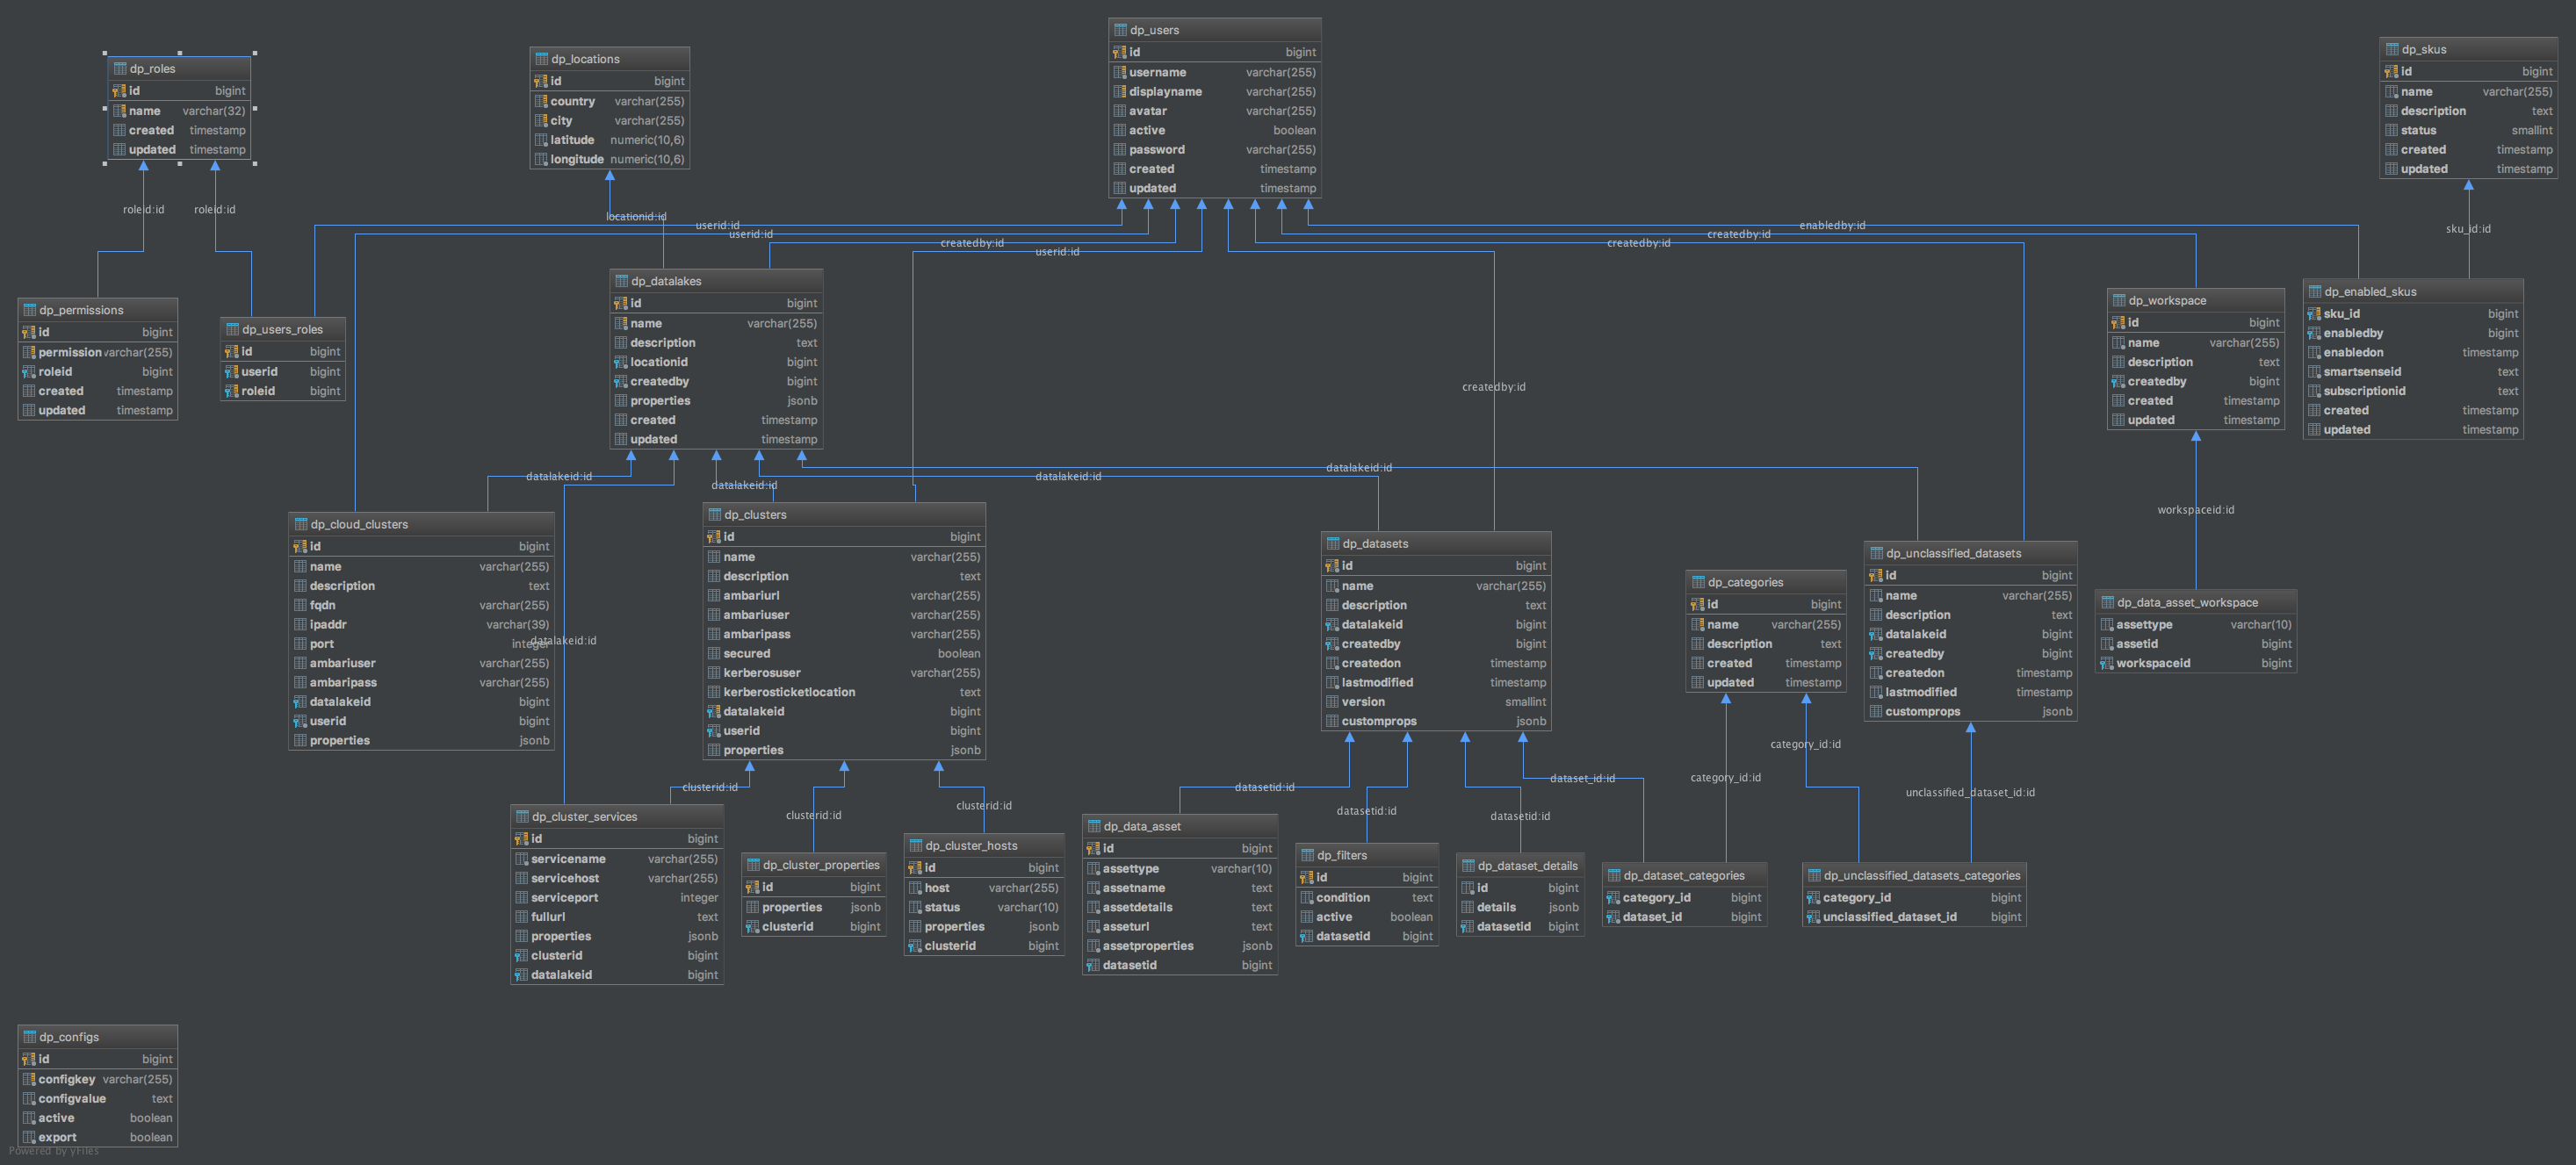 dp_roles
id bigint
name varchar(32)
created timestamp
updated timestamp
dp_locations
id bigint
country varchar(255)
city varchar(255)
latitude numeric(10,6)
longitude numeric(10,6)
dp_users
id bigint
username varchar(255)
displayname varchar(255)
avatar varchar(255)
active boolean
password varchar(255)
created timestamp
updated timestamp
dp_skus
id bigint
name varchar(255)
description text
status smallint
created timestamp
updated timestamp
roleid:id
roleid:id
locationid:id
userid:id
userid:id
createdby:id
userid:id
createdby:id
createdby:id
createdby:id
enabledby:id
sku_id:id
dp_permissions
id bigint
permission varchar(255)
roleid bigint
created timestamp
updated timestamp
dp_users_roles
id bigint
userid bigint
roleid bigint
dp_datalakes
id bigint
name varchar(255)
description text
locationid bigint
createdby bigint
properties jsonb
created timestamp
updated timestamp
dp_workspace
id bigint
name varchar(255)
description text
createdby bigint
created timestamp
updated timestamp
dp_enabled_skus
sku_id bigint
enabledby bigint
enabledon timestamp
smartsenseid text
subscriptionid text
created timestamp
updated timestamp
datalakeid:id
datalakeid:id
datalakeid:id
datalakeid:id
datalakeid:id
workspaceid:id
dp_cloud_clusters
id bigint
name varchar(255)
description text
fqdn varchar(255)
ipaddr varchar(39)
port integer
ambariuser varchar(255)
ambaripass varchar(255)
datalakeid bigint
userid bigint
properties jsonb
dp_clusters
id bigint
name varchar(255)
description text
ambariurl varchar(255)
ambariuser varchar(255)
ambaripass varchar(255)
secured boolean
kerberosuser varchar(255)
kerberosticketlocation text
datalakeid bigint
userid bigint
properties jsonb
dp_datasets
id bigint
name varchar(255)
description text
datalakeid bigint
createdby bigint
createdon timestamp
lastmodified timestamp
version smallint
customprops jsonb
dp_categories
id bigint
name varchar(255)
description text
created timestamp
updated timestamp
dp_unclassified_datasets
id bigint
name varchar(255)
description text
datalakeid bigint
createdby bigint
createdon timestamp
lastmodified timestamp
customprops jsonb
dp_data_asset_workspace
assettype varchar(10)
assetid bigint
workspaceid bigint
clusterid:id
clusterid:id
clusterid:id
datasetid:id
datasetid:id
datasetid:id
dataset_id:id
category_id:id
category_id:id
unclassified_dataset_id:id
dp_cluster_services
id bigint
servicename varchar(255)
servicehost varchar(255)
serviceport integer
fullurl text
properties jsonb
clusterid bigint
datalakeid bigint
dp_cluster_properties
id bigint
properties jsonb
clusterid bigint
dp_cluster_hosts
id bigint
host varchar(255)
status varchar(10)
properties jsonb
clusterid bigint
dp_data_asset
id bigint
assettype varchar(10)
assetname text
assetdetails text
asseturl text
assetproperties jsonb
datasetid bigint
dp_filters
id bigint
condition text
active boolean
datasetid bigint
dp_dataset_details
id bigint
details jsonb
datasetid bigint
dp_dataset_categories
category_id bigint
dataset_id bigint
dp_unclassified_datasets_categories
category_id bigint
unclassified_dataset_id bigint
dp_configs
id bigint
configkey varchar(255)
configvalue text
active boolean
export boolean
Powered by yFiles